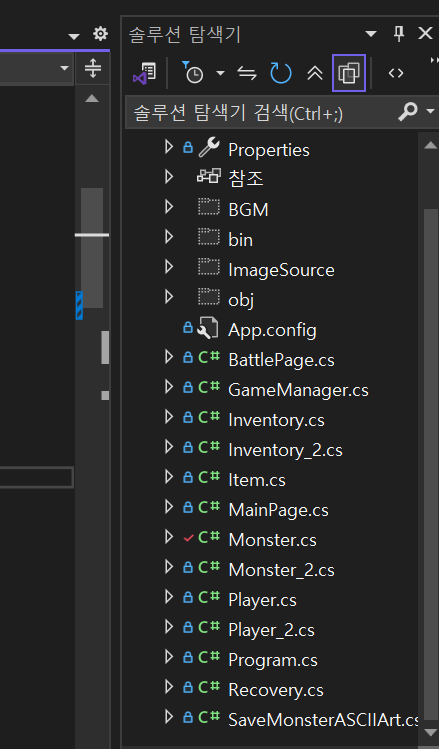 솔루션 탐색기
솔루션 탐색기 검색(Ctrl+;)
Properties
참조
BGM
bin
ImageSource
obj
App.config
C# BattlePage.cs
C# GameManager.cs
C# Inventory.cs
C# Inventory_2.cs
C# Item.cs
C# MainPage.cs
C# Monster.cs
C# Monster_2.cs
C# Player.cs
C# Player_2.cs
C# Program.cs
C# Recovery.cs
C# SaveMonsterASCIIArt.cs